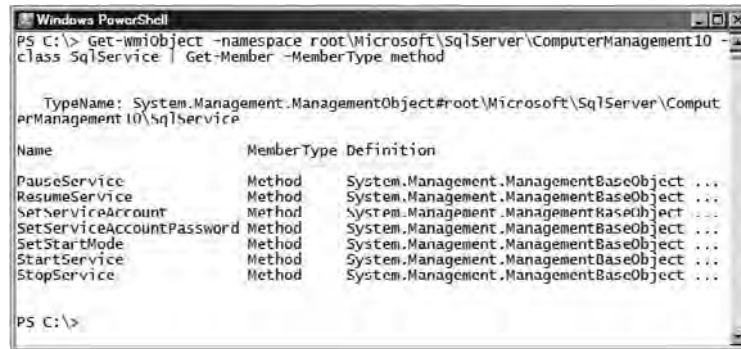 Windows PowerShell
PS C:\> Get-WmiObject -namespace root\Microsoft\SqlServer\ComputerManagement10 -
class SqlService | Get-Member -MemberType method
TypeName: System.Management.ManagementObject#root\Microsoft\SqlServer\Comput
erManagement10\SqlService
Name MemberType Definition
PauseService Method System.Management.ManagementBaseObject ...
ResumeService Method System.Management.ManagementBaseObject ...
SetServiceAccount Method System.Management.ManagementBaseObject ...
SetServiceAccountPassword Method System.Management.ManagementBaseObject ...
SetStartMode Method System.Management.ManagementBaseObject ...
StartService Method System.Management.ManagementBaseObject ...
StopService Method System.Management.ManagementBaseObject ...
PS C:\>